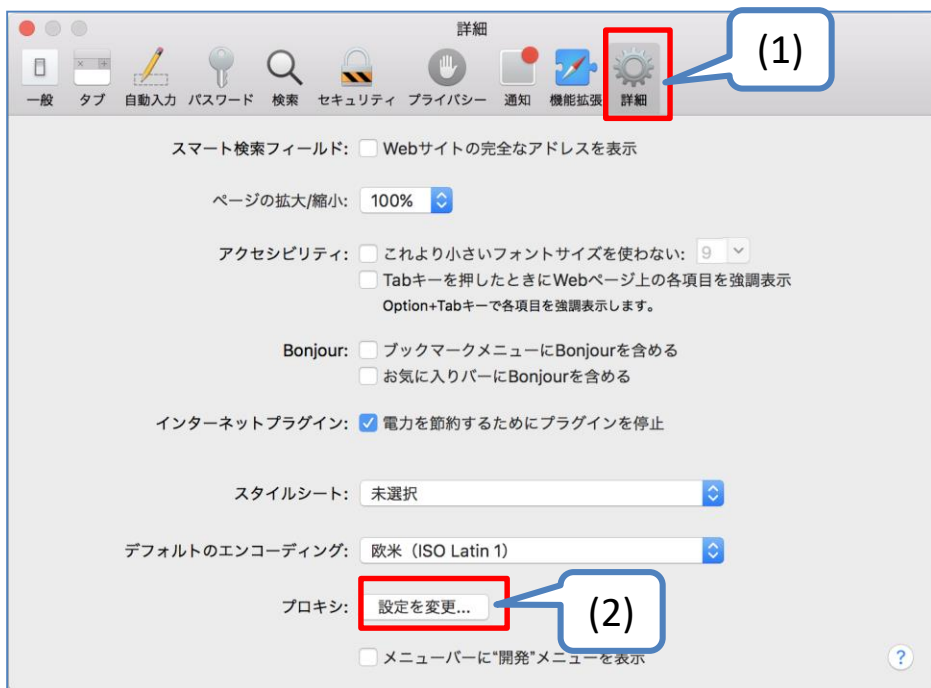 詳細
(1)
一般 タブ 自動入力 パスワード 検索 セキュリティ プライバシー 通知 機能拡張 詳細
スマート検索フィールド: Webサイトの完全なアドレスを表示
ページの拡大/縮小: 100%
アクセシビリティ: これより小さいフォントサイズを使わない: 9
Tabキーを押したときにWebページ上の各項目を強調表示
Option+Tabキーで各項目を強調表示します。
Bonjour: ブックマークメニューにBonjourを含める
お気に入りバーにBonjourを含める
インターネットプラグイン: 電力を節約するためにプラグインを停止
スタイルシート: 未選択
デフォルトのエンコーディング: 欧米（ISO Latin 1）
プロキシ: 設定を変更...
(2)
メニューバーに"開発"メニューを表示
?